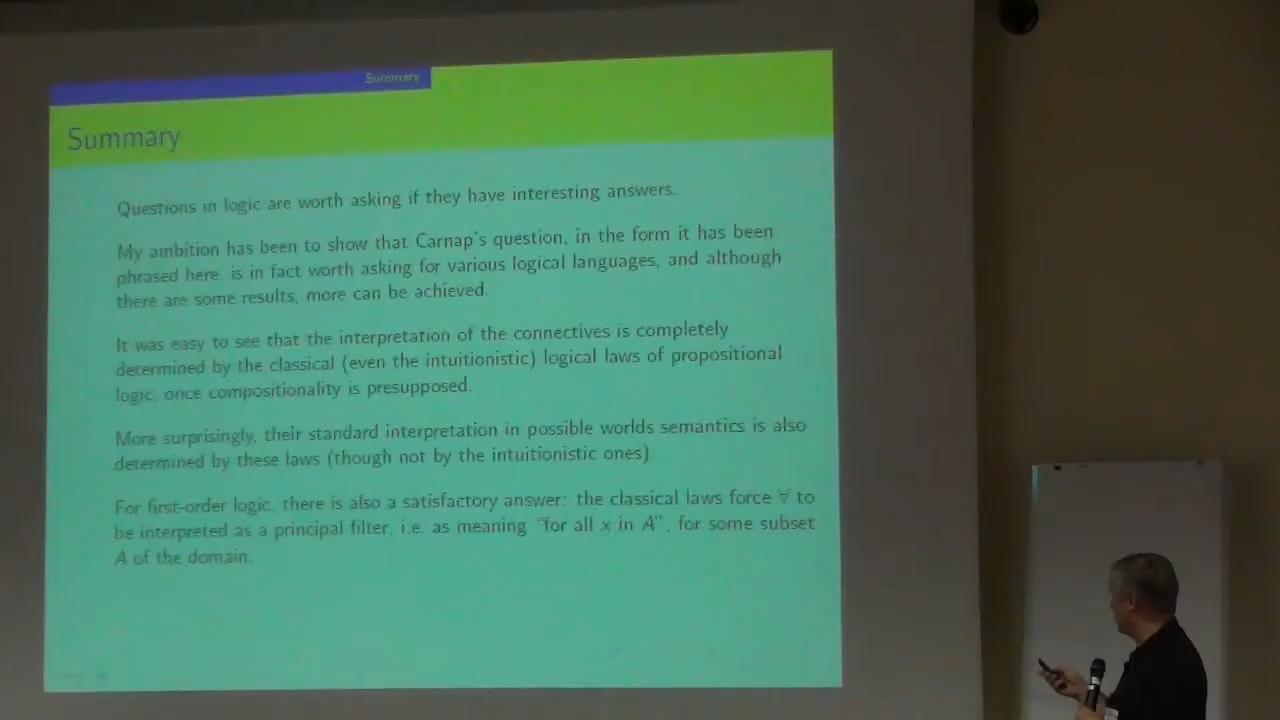 Summary
Summary
Questions in logic are worth asking if they have interesting answers.
My ambition has been to show that Carnap's question, in the form it has been
phrased here, is in fact worth asking for various logical languages, and although
there are some results, more can be achieved.
It was easy to see that the interpretation of the connectives is completely
determined by the classical (even the intuitionistic) logical laws of propositional
logic, once compositionality is presupposed.
More surprisingly, their standard interpretation in possible worlds semantics is also
determined by these laws (though not by the intuitionistic ones)
For first-order logic, there is also a satisfactory answer: the classical laws force ∀ to
be interpreted as a principal filter, i.e. as meaning "for all x in A", for some subset
A of the domain.